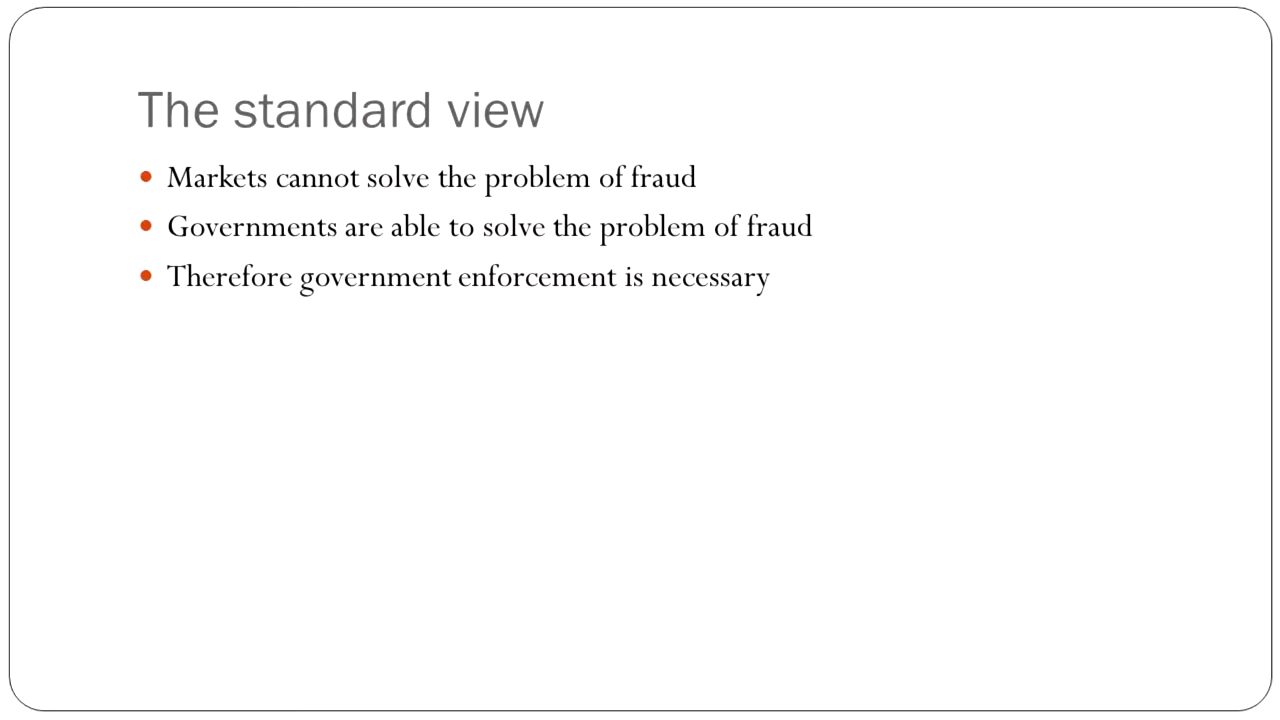 The standard view
• Markets cannot solve the problem of fraud
• Governments are able to solve the problem of fraud
• Therefore government enforcement is necessary